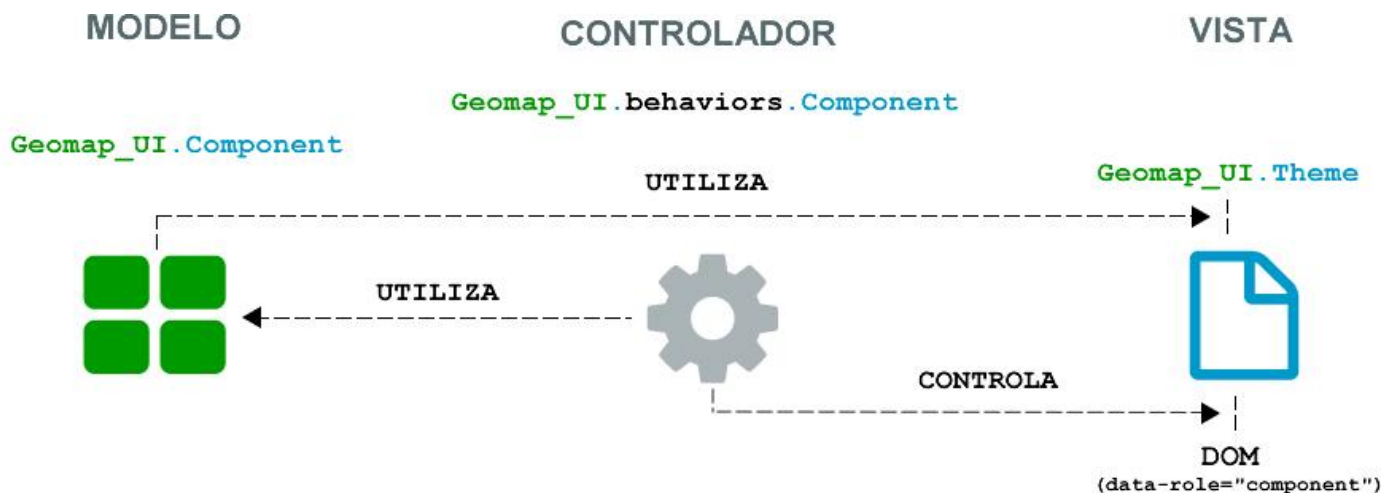 MODELO
CONTROLADOR
VISTA
Geomap_UI.behaviors.Component
Geomap_UI.Component
Geomap_UI.Theme
UTILIZA
UTILIZA
CONTROLA
DOM
(data-role="component")